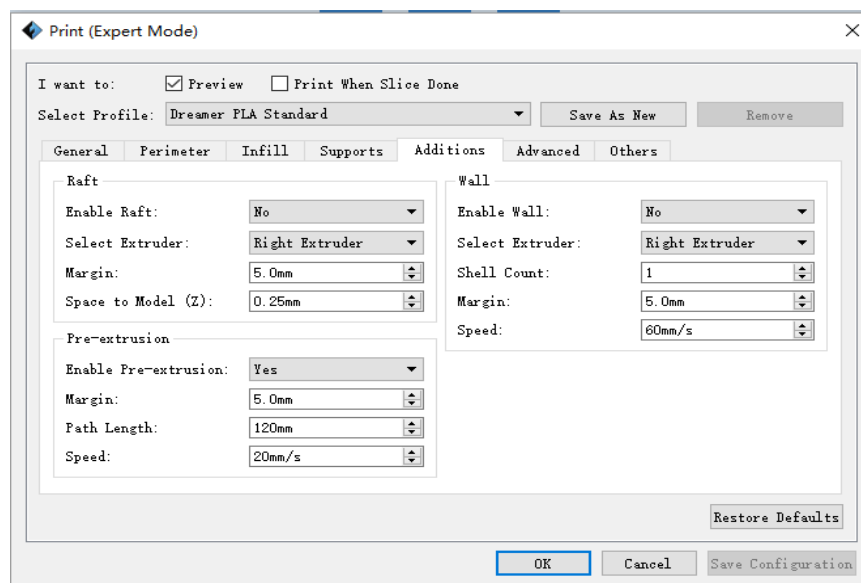 Print (Expert Mode)
I want to: Preview Print When Slice Done
Select Profile: Dreamer PLA Standard Save As New Remove
General Perimeter Infill Supports Additions Advanced Others
Raft
Enable Raft: No
Select Extruder: Right Extruder
Margin: 5.0mm
Space to Model (Z): 0.25mm
Pre-extrusion
Enable Pre-extrusion: Yes
Margin: 5.0mm
Path Length: 120mm
Speed: 20mm/s
Wall
Enable Wall: No
Select Extruder: Right Extruder
Shell Count: 1
Margin: 5.0mm
Speed: 60mm/s
Restore Defaults
OK Cancel Save Configuration